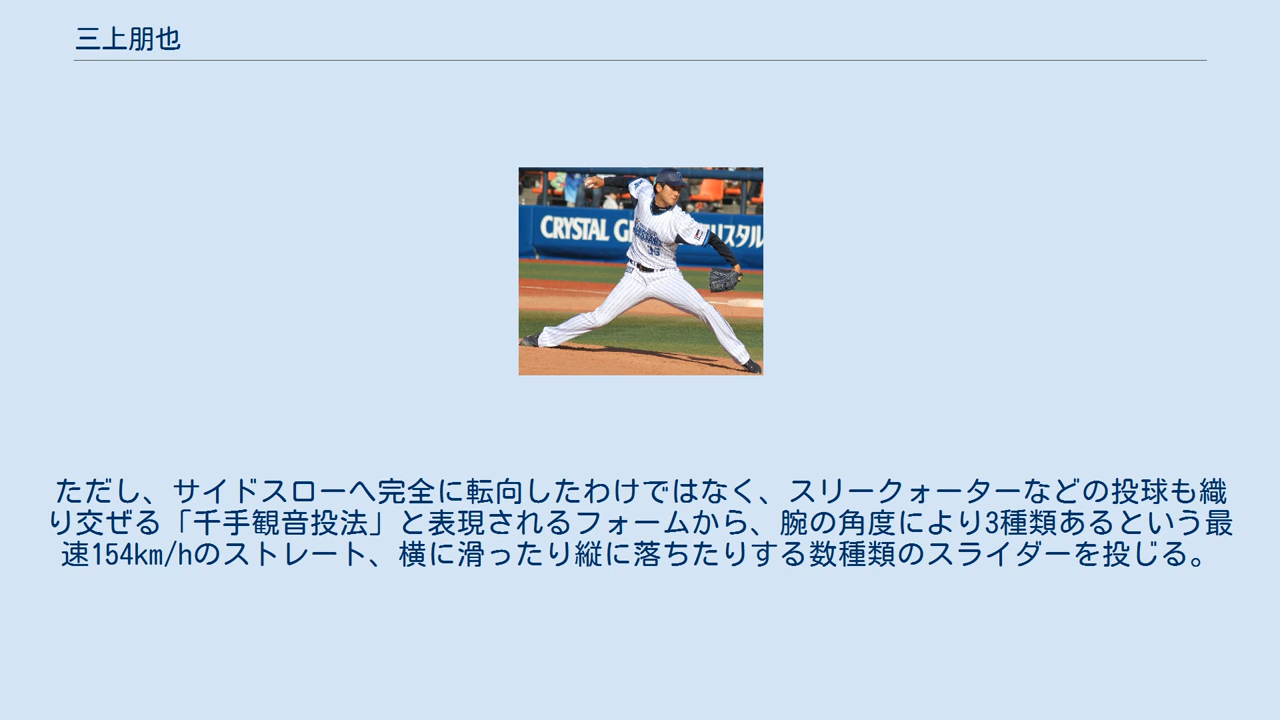 三上朋也
CRYSTAL G
リスタル
ただし、サイドスローへ完全に転向したわけではなく、スリークォーターなどの投球も織
り交ぜる「千手観音投法」と表現されるフォームから、腕の角度により3種類あるという最
速154km/hのストレート、横に滑ったり縦に落ちたりする数種類のスライダーを投じる。